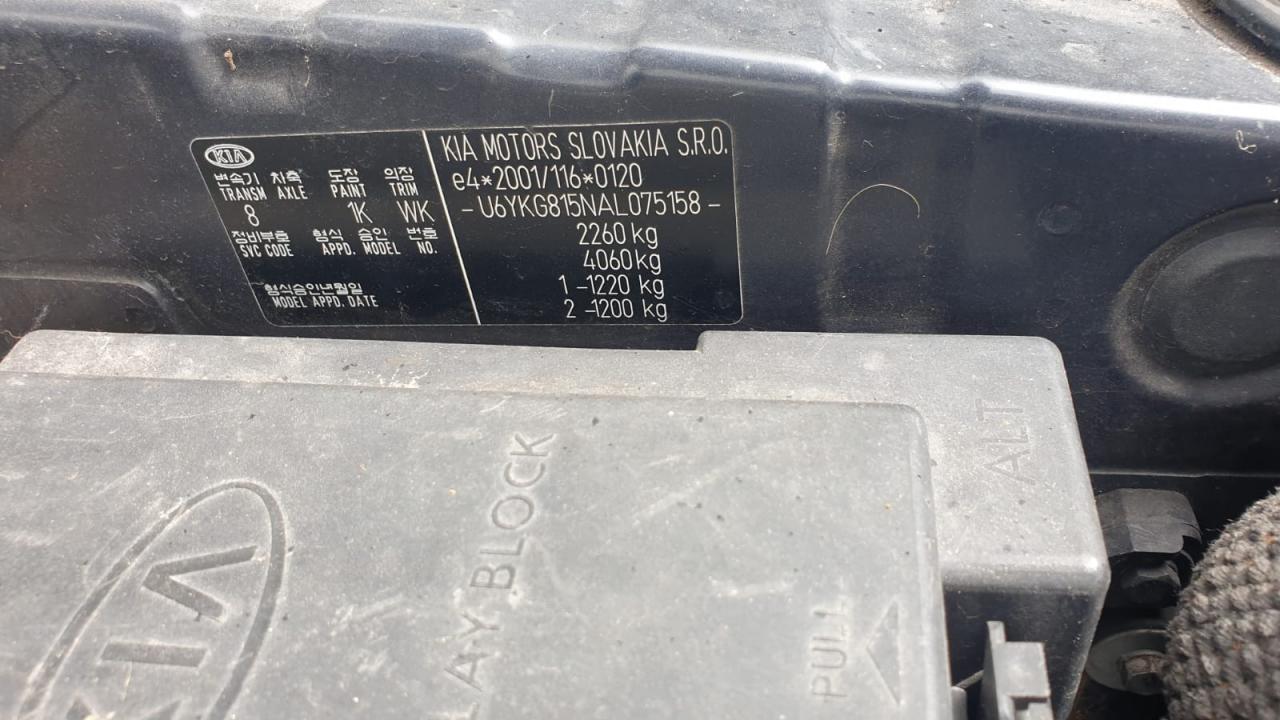 KIA
변속기 차축 도장 의장
TRANSM AXLE PAINT TRIM
8 1K WK
정비부호 형식 승인 번호
SVC CODE APPD. MODEL NO.
형식승인년월일
MODEL APPD. DATE
KIA MOTORS SLOVAKIA S.R.O.
e4*2001/116*0120
-U6YKG815NAL075158-
2260 kg
4060 kg
1 -1220 kg
2 -1200 kg
ALT
LAY BLOCK
PULL
KIA